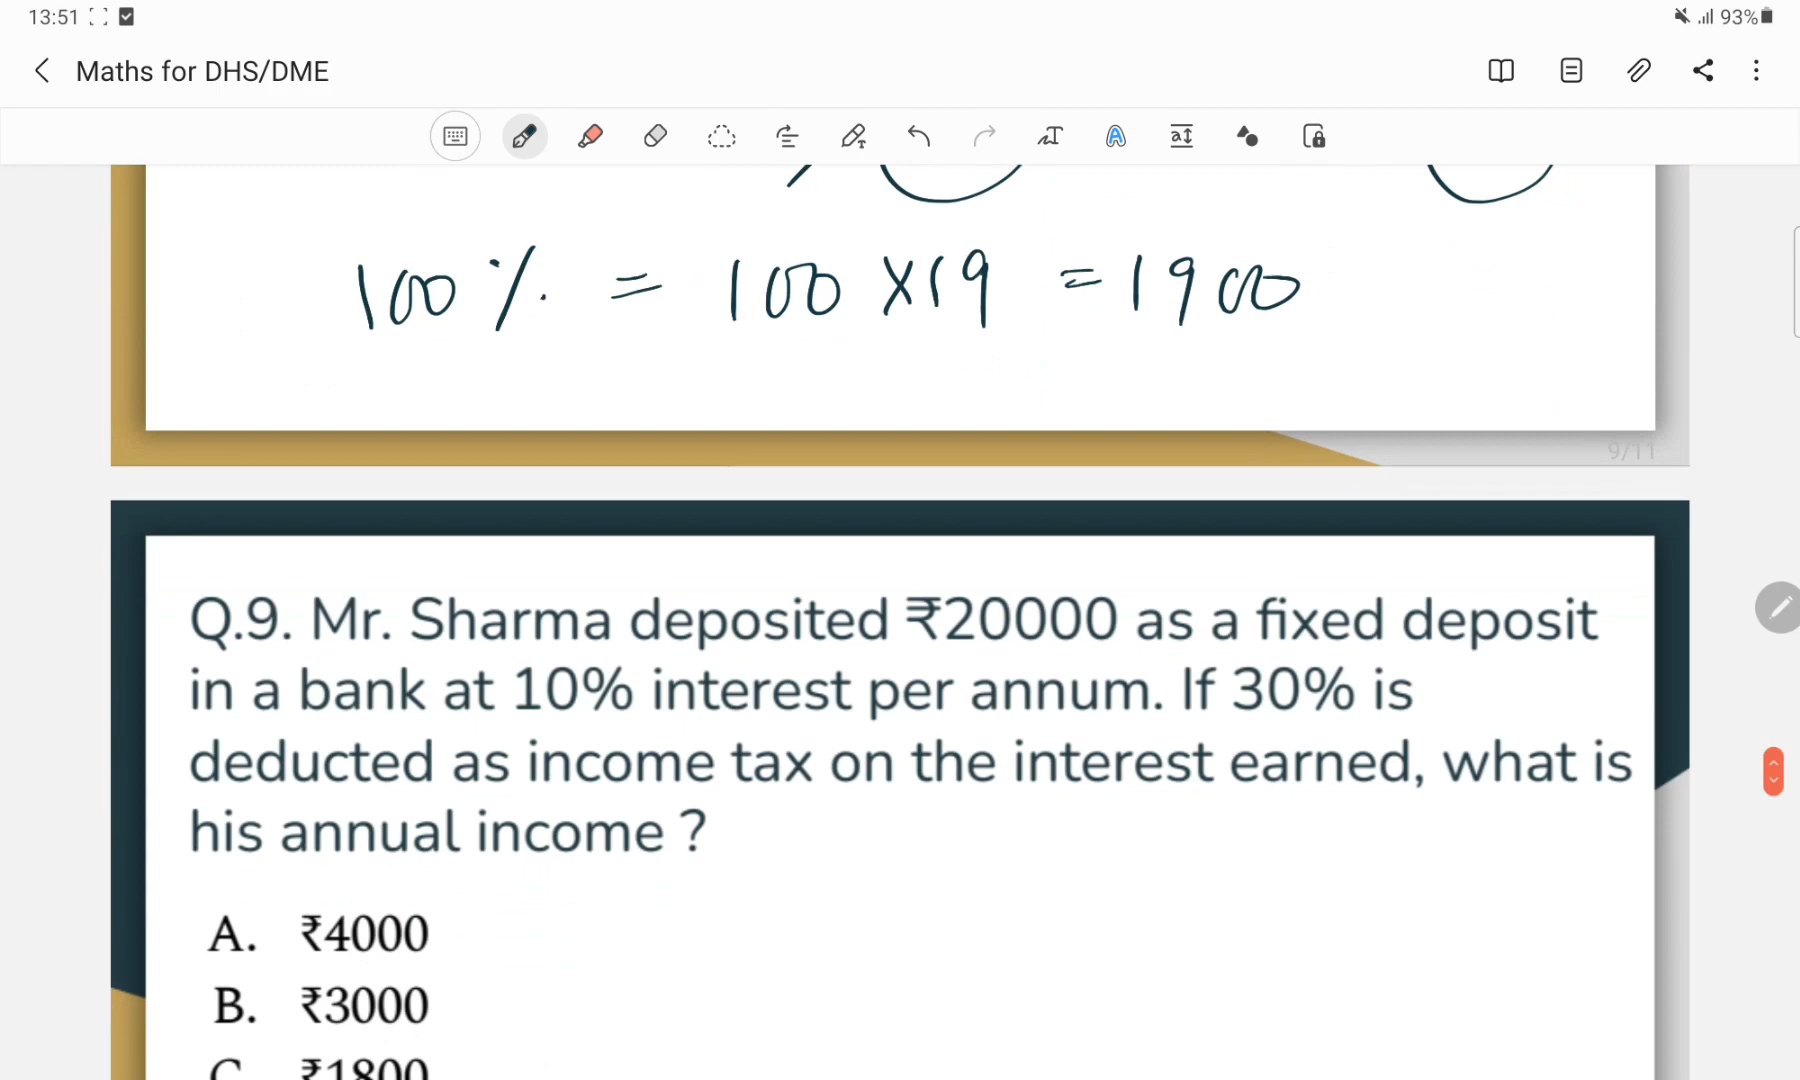 13:51
93%
Maths for DHS/DME
100% = 100 X19 = 1900
9/11
Q.9. Mr. Sharma deposited ₹20000 as a fixed deposit
in a bank at 10% interest per annum. If 30% is
deducted as income tax on the interest earned, what is
his annual income ?
A. ₹4000
B. ₹3000
C. ₹1800